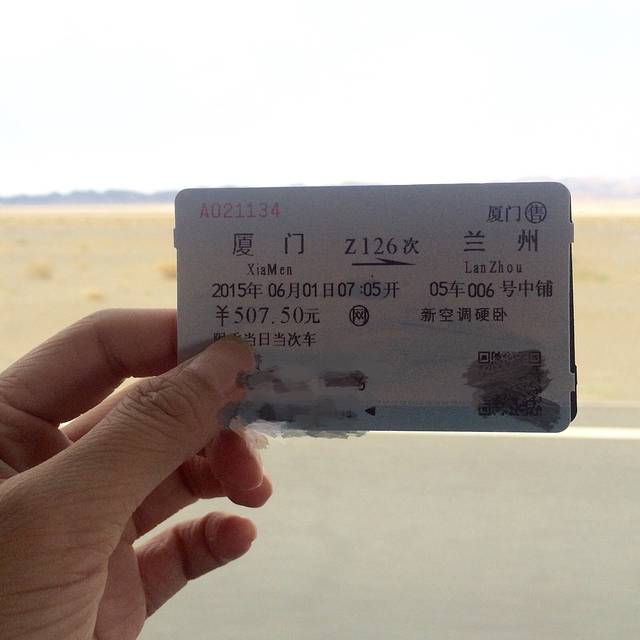 A021134
厦门 售
厦门 Z126次 兰州
XiaMen LanZhou
2015年06月01日07:05开 05车006号中铺
￥507.50元 网 新空调硬卧
当日当次车